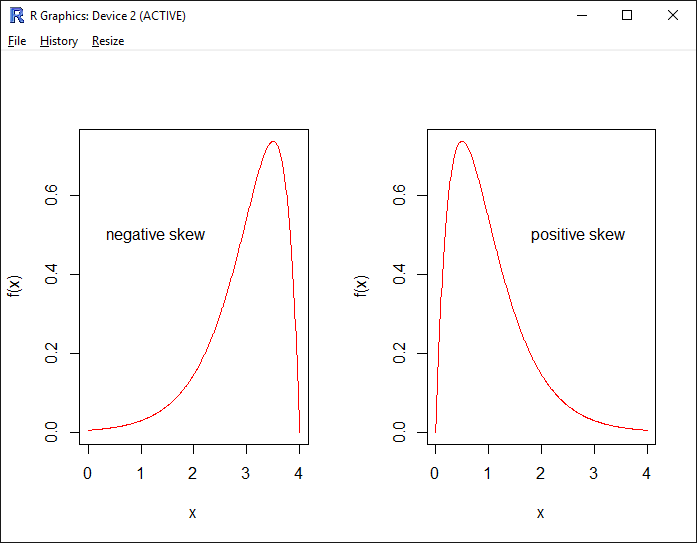 R Graphics: Device 2 (ACTIVE)
File History Resize
negative skew
f(x)
0.0 0.2 0.4 0.6
0 1 2 3 4
x
positive skew
f(x)
0.0 0.2 0.4 0.6
0 1 2 3 4
x